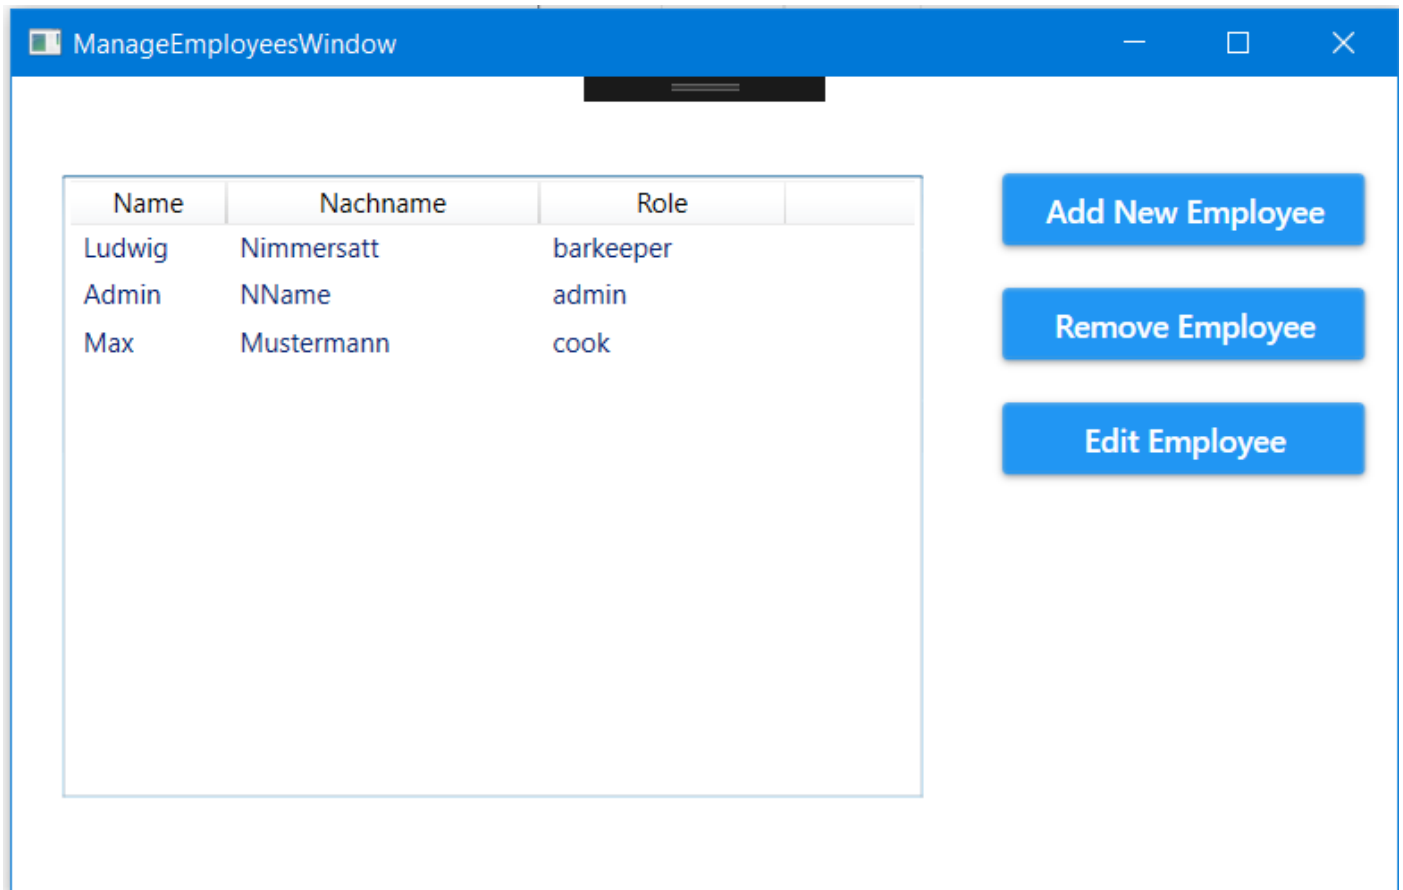 ManageEmployeesWindow
Name Nachname Role
Ludwig Nimmersatt barkeeper
Admin NName admin
Max Mustermann cook
Add New Employee
Remove Employee
Edit Employee